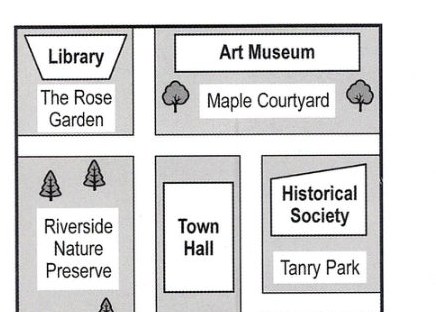 Library
The Rose
Garden
Art Museum
Maple Courtyard
Riverside
Nature
Preserve
Town
Hall
Historical
Society
Tanry Park